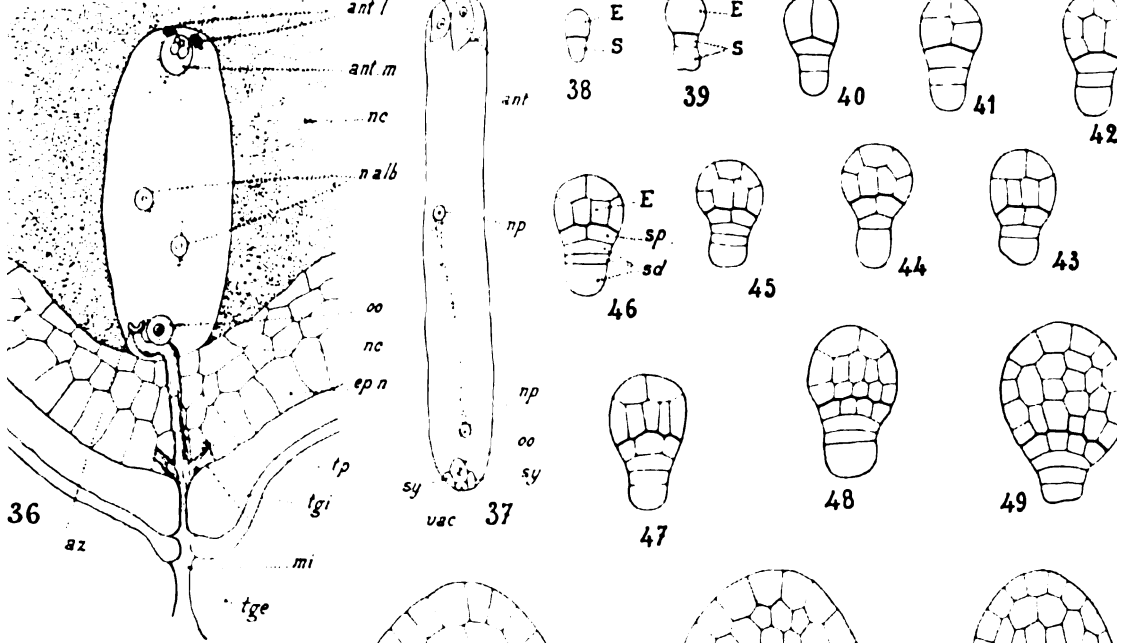 ant l
ant m
nc
n alb
oo
nc
ep n
tp
tgi
mi
tge
az
36
ant
np
np
oo
sy
sy
vac
37
E
S
38
E
S
39
40
41
42
E
sp
sd
46
45
44
43
47
48
49